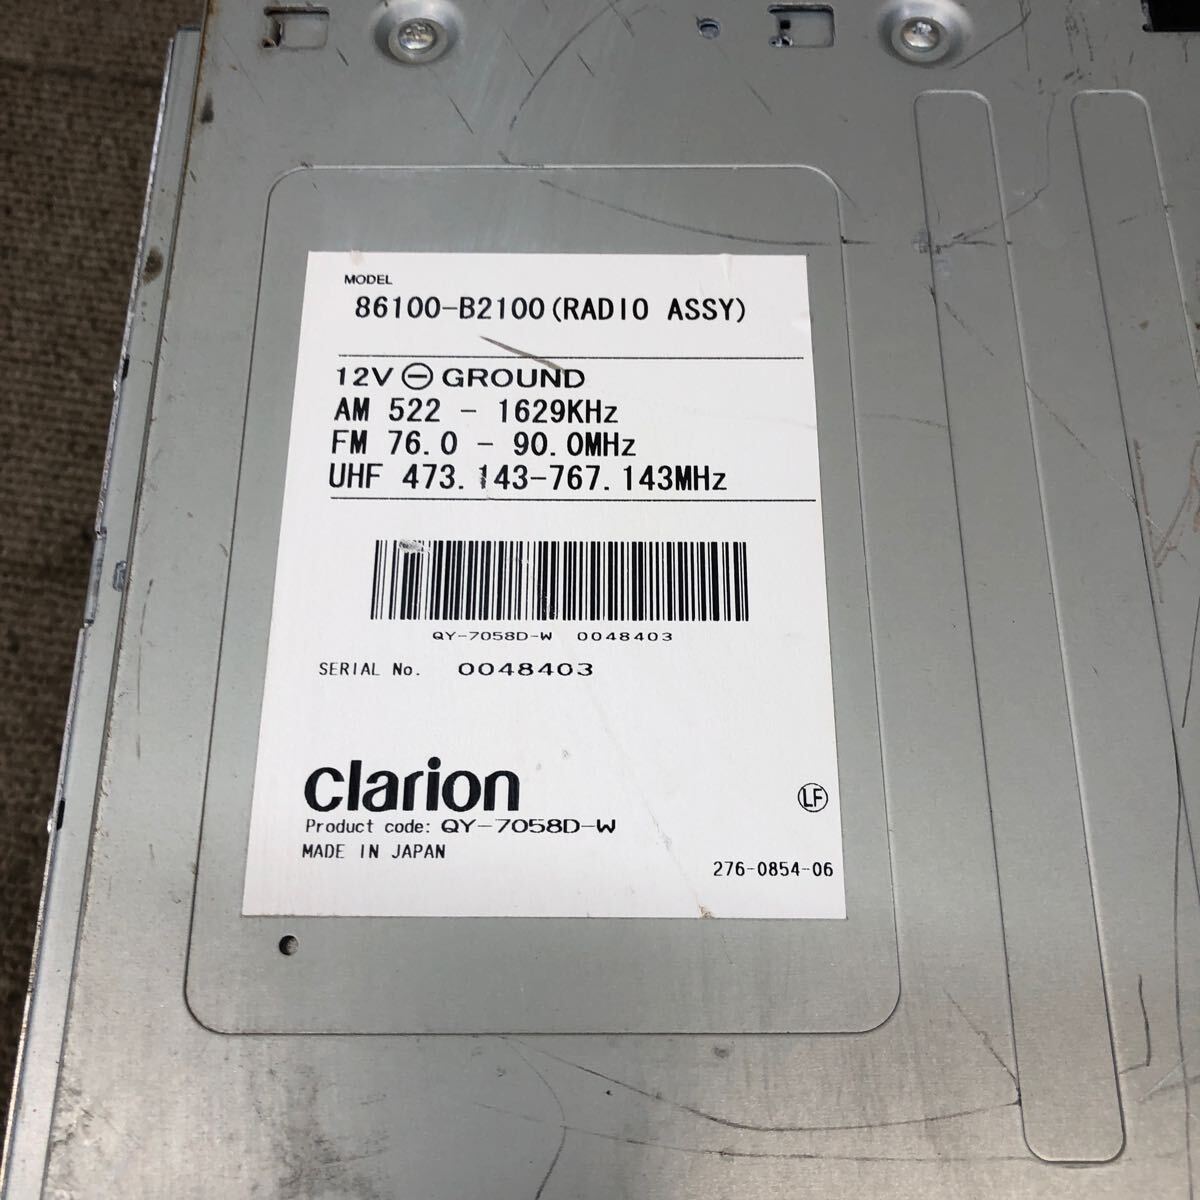 MODEL
86100-B2100(RADIO ASSY)
12V⊖GROUND
AM 522 - 1629KHz
FM 76.0 - 90.0MHz
UHF 473.143-767.143MHz
QY-7058D-W 0048403
SERIAL No. 0048403
clarion
LF
Product code: QY-7058D-W
MADE IN JAPAN
276-0854-06